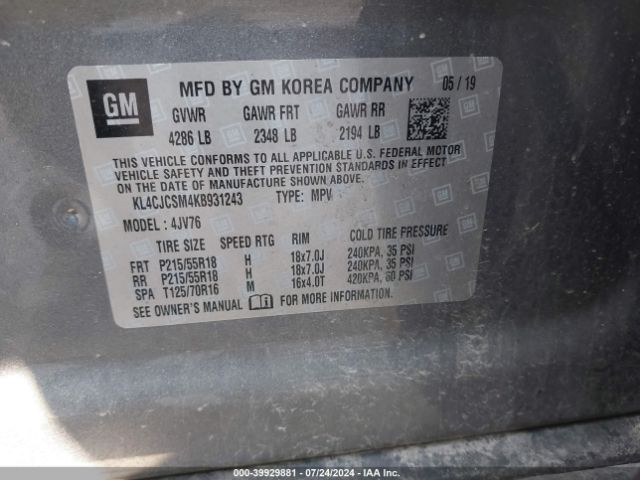 GM
MFD BY GM KOREA COMPANY 05 / 19
GVWR GAWR FRT GAWR RR
4286 LB 2348 LB 2194 LB
THIS VEHICLE CONFORMS TO ALL APPLICABLE U.S. FEDERAL MOTOR
VEHICLE SAFETY AND THEFT PREVENTION STANDARDS IN EFFECT
ON THE DATE OF MANUFACTURE SHOWN ABOVE.
KL4CJCSM4KB931243 TYPE: MPV
MODEL: 4JV76
TIRE SIZE SPEED RTG RIM COLD TIRE PRESSURE
FRT P215/55R18 H 18x7.0J 240KPA, 35 PSI
RR P215/55R18 H 18x7.0J 240KPA, 35 PSI
SPA T125/70R16 M 16x4.0T 420KPA, 60 PSI
SEE OWNER'S MANUAL FOR MORE INFORMATION.
000-39929881 / 07/24/2024 - IAA Inc.